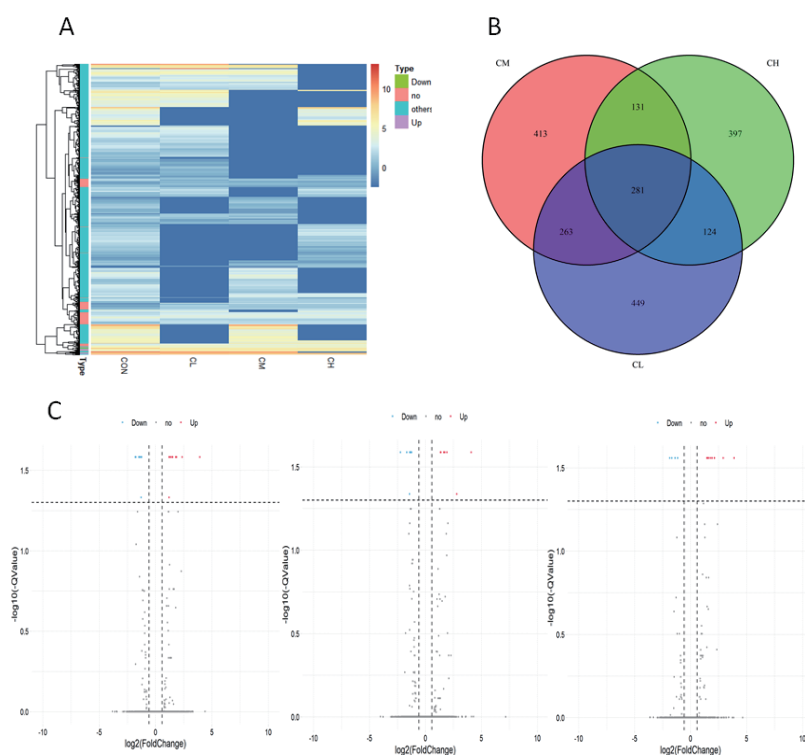 A
B
Type
Down
no
others
Up
10
5
0
Type
CON
CL
CM
CH
CM
CH
131
413
397
281
263
124
449
CL
C
Down no Up
1.5
1.0
0.5
0.0
-log10(-QValue)
-10 -5 0 5 10
log2(FoldChange)
Down no Up
1.5
1.0
0.5
0.0
-log10(-QValue)
-10 -5 0 5 10
log2(FoldChange)
Down no Up
1.5
1.0
0.5
0.0
-log10(-QValue)
-10 -5 0 5 10
log2(FoldChange)